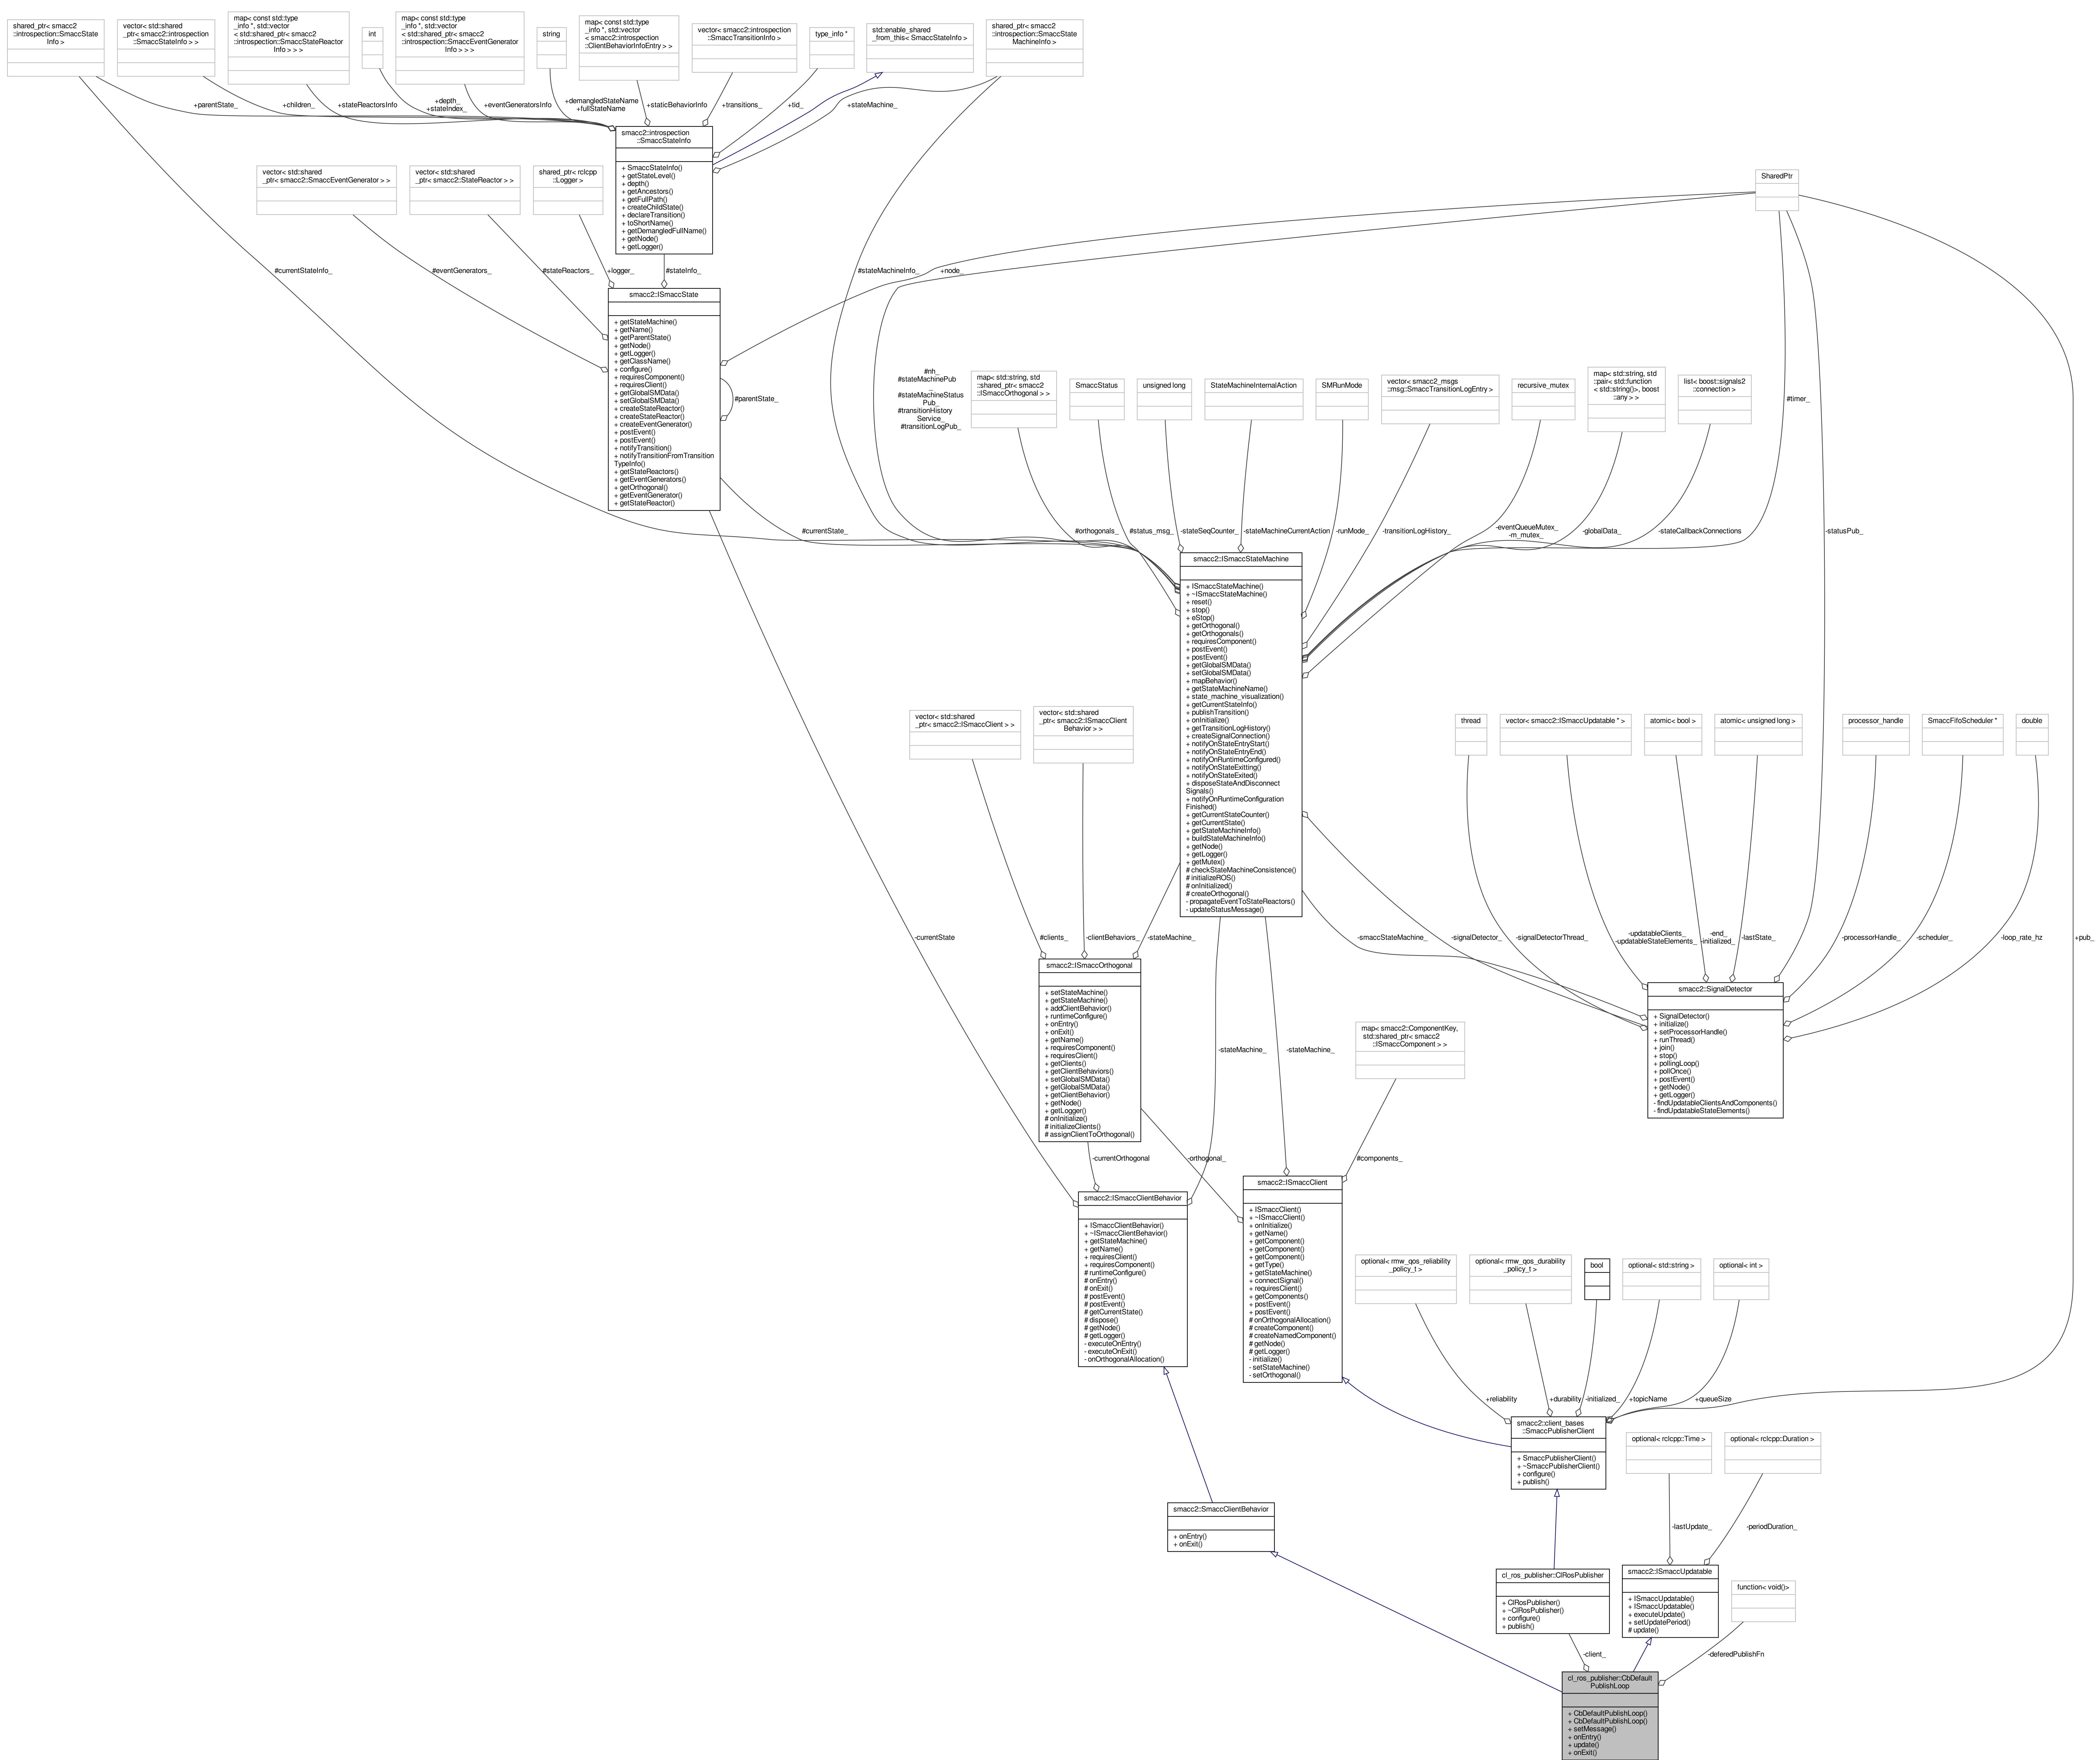 shared_ptr< smacc2
::introspection::SmaccState
Info >
vector< std::shared
_ptr< smacc2::introspection
::SmaccStateInfo > >
map< const std::type
_info *, std::vector
< std::shared_ptr< smacc2
::introspection::SmaccStateReactor
Info > > >
int
map< const std::type
_info *, std::vector
< std::shared_ptr< smacc2
::introspection::SmaccEventGenerator
Info > > >
string
map< const std::type
_info *, std::vector
< smacc2::introspection
::ClientBehaviorInfoEntry > >
vector< smacc2::introspection
::SmaccTransitionInfo >
type_info *
std::enable_shared
_from_this< SmaccStateInfo >
shared_ptr< smacc2
::introspection::SmaccState
MachineInfo >
+parentState_
+children_
+stateReactorsInfo
+depth_
+stateIndex_
+eventGeneratorsInfo
+demangledStateName
+fullStateName
+staticBehaviorInfo
+transitions_
+tid_
+stateMachine_
smacc2::introspection
::SmaccStateInfo
+ SmaccStateInfo()
+ getStateLevel()
+ depth()
+ getAncestors()
+ getFullPath()
+ createChildState()
+ declareTransition()
+ toShortName()
+ getDemangledFullName()
+ getNode()
+ getLogger()
vector< std::shared
_ptr< smacc2::SmaccEventGenerator > >
vector< std::shared
_ptr< smacc2::StateReactor > >
shared_ptr< rclcpp
::Logger >
SharedPtr
#currentStateInfo_
#eventGenerators_
#stateReactors_
+logger_
#stateInfo_
#stateMachineInfo_
+node_
smacc2::ISmaccState
+ getStateMachine()
+ getName()
+ getParentState()
+ getNode()
+ getLogger()
+ getClassName()
+ configure()
+ requiresComponent()
+ requiresClient()
+ getGlobalSMData()
+ setGlobalSMData()
+ createStateReactor()
+ createStateReactor()
+ createEventGenerator()
+ postEvent()
+ postEvent()
+ notifyTransition()
+ notifyTransitionFromTransition
TypeInfo()
+ getStateReactors()
+ getEventGenerators()
+ getOrthogonal()
+ getEventGenerator()
+ getStateReactor()
#parentState_
#nh_
#stateMachinePub
_
#stateMachineStatus
Pub_
#transitionHistory
Service_
#transitionLogPub_
map< std::string, std
::shared_ptr< smacc2
::ISmaccOrthogonal > >
SmaccStatus
unsigned long
StateMachineInternalAction
SMRunMode
vector< smacc2_msgs
::msg::SmaccTransitionLogEntry >
recursive_mutex
map< std::string, std
::pair< std::function
< std::string()>, boost
::any > >
list< boost::signals2
::connection >
#timer_
#currentState_
#orthogonals_
#status_msg_
-stateSeqCounter_
-stateMachineCurrentAction
-runMode_
-transitionLogHistory_
-eventQueueMutex_
-m_mutex_
-globalData_
-stateCallbackConnections
-statusPub_
smacc2::ISmaccStateMachine
+ ISmaccStateMachine()
+ ~ISmaccStateMachine()
+ reset()
+ stop()
+ eStop()
+ getOrthogonal()
+ getOrthogonals()
+ requiresComponent()
+ postEvent()
+ postEvent()
+ getGlobalSMData()
+ setGlobalSMData()
+ mapBehavior()
+ getStateMachineName()
+ state_machine_visualization()
+ getCurrentStateInfo()
+ publishTransition()
+ onInitialize()
+ getTransitionLogHistory()
+ createSignalConnection()
+ notifyOnStateEntryStart()
+ notifyOnStateEntryEnd()
+ notifyOnRuntimeConfigured()
+ notifyOnStateExitting()
+ notifyOnStateExited()
+ disposeStateAndDisconnect
Signals()
+ notifyOnRuntimeConfiguration
Finished()
+ getCurrentStateCounter()
+ getCurrentState()
+ getStateMachineInfo()
+ buildStateMachineInfo()
+ getNode()
+ getLogger()
+ getMutex()
# checkStateMachineConsistence()
# initializeROS()
# onInitialized()
# createOrthogonal()
- propagateEventToStateReactors()
- updateStatusMessage()
vector< std::shared
_ptr< smacc2::ISmaccClient > >
vector< std::shared
_ptr< smacc2::ISmaccClient
Behavior > >
thread
vector< smacc2::ISmaccUpdatable * >
atomic< bool >
atomic< unsigned long >
processor_handle
SmaccFifoScheduler *
double
-currentState
#clients_
-clientBehaviors_
-stateMachine_
-smaccStateMachine_
-signalDetector_
-signalDetectorThread_
-updatableClients_
-updatableStateElements_
-end_
-initialized_
-lastState_
-processorHandle_
-scheduler_
-loop_rate_hz
+pub_
smacc2::ISmaccOrthogonal
+ setStateMachine()
+ getStateMachine()
+ addClientBehavior()
+ runtimeConfigure()
+ onEntry()
+ onExit()
+ getName()
+ requiresComponent()
+ requiresClient()
+ getClients()
+ getClientBehaviors()
+ setGlobalSMData()
+ getGlobalSMData()
+ getClientBehavior()
+ getNode()
+ getLogger()
# onInitialize()
# initializeClients()
# assignClientToOrthogonal()
smacc2::SignalDetector
+ SignalDetector()
+ initialize()
+ setProcessorHandle()
+ runThread()
+ join()
+ stop()
+ pollingLoop()
+ pollOnce()
+ postEvent()
+ getNode()
+ getLogger()
- findUpdatableClientsAndComponents()
- findUpdatableStateElements()
-stateMachine_
-stateMachine_
map< smacc2::ComponentKey,
std::shared_ptr< smacc2
::ISmaccComponent > >
-currentOrthogonal
-orthogonal_
#components_
smacc2::ISmaccClientBehavior
+ ISmaccClientBehavior()
+ ~ISmaccClientBehavior()
+ getStateMachine()
+ getName()
+ requiresClient()
+ requiresComponent()
# runtimeConfigure()
# onEntry()
# onExit()
# postEvent()
# postEvent()
# getCurrentState()
# dispose()
# getNode()
# getLogger()
- executeOnEntry()
- executeOnExit()
- onOrthogonalAllocation()
smacc2::ISmaccClient
+ ISmaccClient()
+ ~ISmaccClient()
+ onInitialize()
+ getName()
+ getComponent()
+ getComponent()
+ getComponent()
+ getType()
+ getStateMachine()
+ connectSignal()
+ requiresClient()
+ getComponents()
+ postEvent()
+ postEvent()
# onOrthogonalAllocation()
# createComponent()
# createNamedComponent()
# getNode()
# getLogger()
- initialize()
- setStateMachine()
- setOrthogonal()
optional< rmw_qos_reliability
_policy_t >
optional< rmw_qos_durability
_policy_t >
bool
optional< std::string >
optional< int >
+reliability
+durability
-initialized_
+topicName
+queueSize
smacc2::client_bases
::SmaccPublisherClient
+ SmaccPublisherClient()
+ ~SmaccPublisherClient()
+ configure()
+ publish()
optional< rclcpp::Time >
optional< rclcpp::Duration >
smacc2::SmaccClientBehavior
+ onEntry()
+ onExit()
-lastUpdate_
-periodDuration_
cl_ros_publisher::ClRosPublisher
+ ClRosPublisher()
+ ~ClRosPublisher()
+ configure()
+ publish()
smacc2::ISmaccUpdatable
+ ISmaccUpdatable()
+ ISmaccUpdatable()
+ executeUpdate()
+ setUpdatePeriod()
# update()
function< void()>
-client_
-deferedPublishFn
cl_ros_publisher::CbDefault
PublishLoop
+ CbDefaultPublishLoop()
+ CbDefaultPublishLoop()
+ setMessage()
+ onEntry()
+ update()
+ onExit()